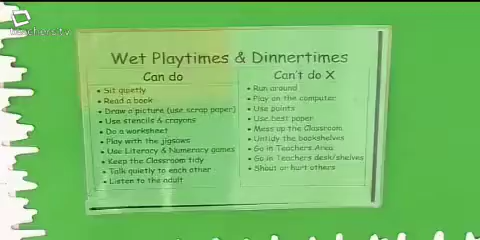 teachers.tv
Wet Playtimes & Dinnertimes
Can do
• Sit quietly
• Read a book
• Draw a picture (use scrap paper)
• Use stencils & crayons
• Do a worksheet
• Play with the jigsaws
• Use Literacy & Numeracy games
• Keep the Classroom tidy
• Talk quietly to each other
• Listen to the adult
Can't do X
• Run around
• Play on the computer
• Use paints
• Use best paper
• Mess up the Classroom
• Untidy the bookshelves
• Go in Teachers Area
• Go in Teachers desk/shelves
• Shout or hurt others